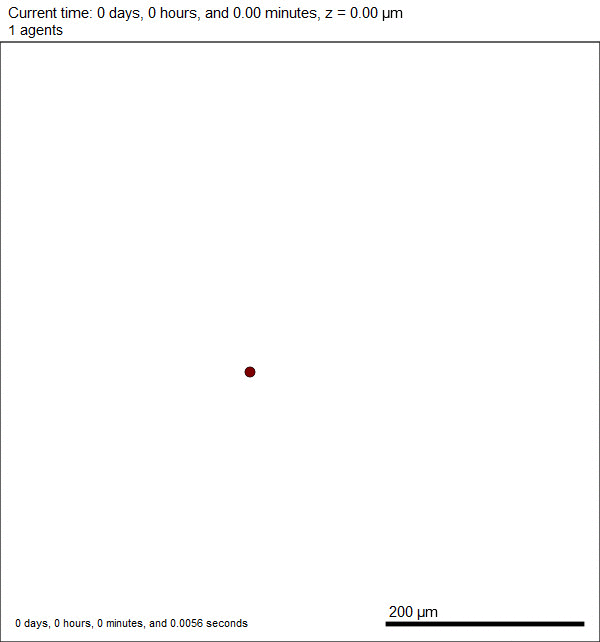 Current time: 0 days, 0 hours, and 0.00 minutes, z = 0.00 μm
1 agents
200 μm
0 days, 0 hours, 0 minutes, and 0.0056 seconds